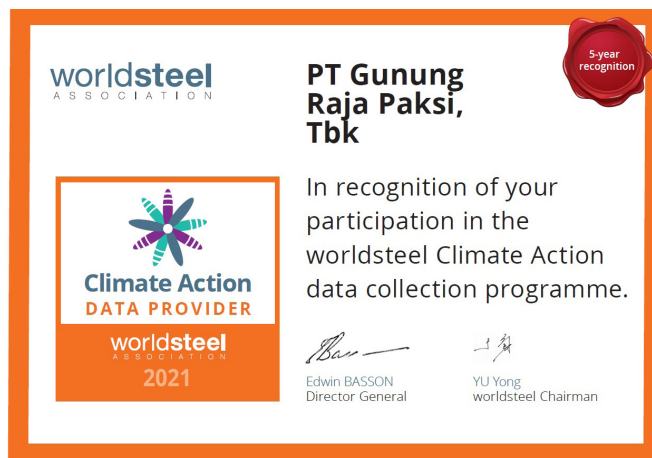 worldsteel
ASSOCIATION
PT Gunung
Raja Paksi,
Tbk
5-year
recognition
In recognition of your
participation in the
worldsteel Climate Action
data collection programme.
Climate Action
DATA PROVIDER
worldsteel
ASSOCIATION
2021
Edwin BASSON
Director General
YU Yong
worldsteel Chairman